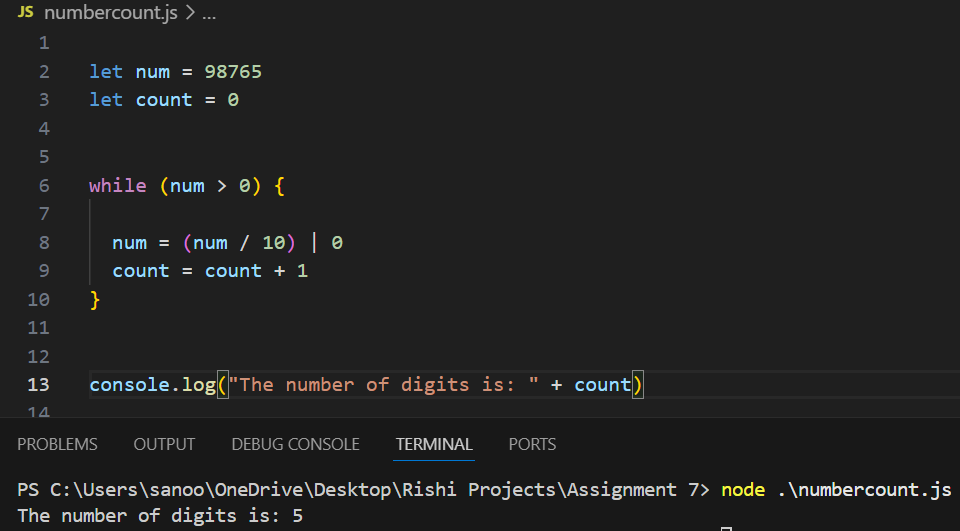 JS numbercount.js > ...
1
2 let num = 98765
3 let count = 0
4
5
6 while (num > 0) {
7
8 num = (num / 10) | 0
9 count = count + 1
10 }
11
12
13 console.log("The number of digits is: " + count)
14
PROBLEMS OUTPUT DEBUG CONSOLE TERMINAL PORTS
PS C:\Users\sanoo\OneDrive\Desktop\Rishi Projects\Assignment 7> node .\numbercount.js
The number of digits is: 5